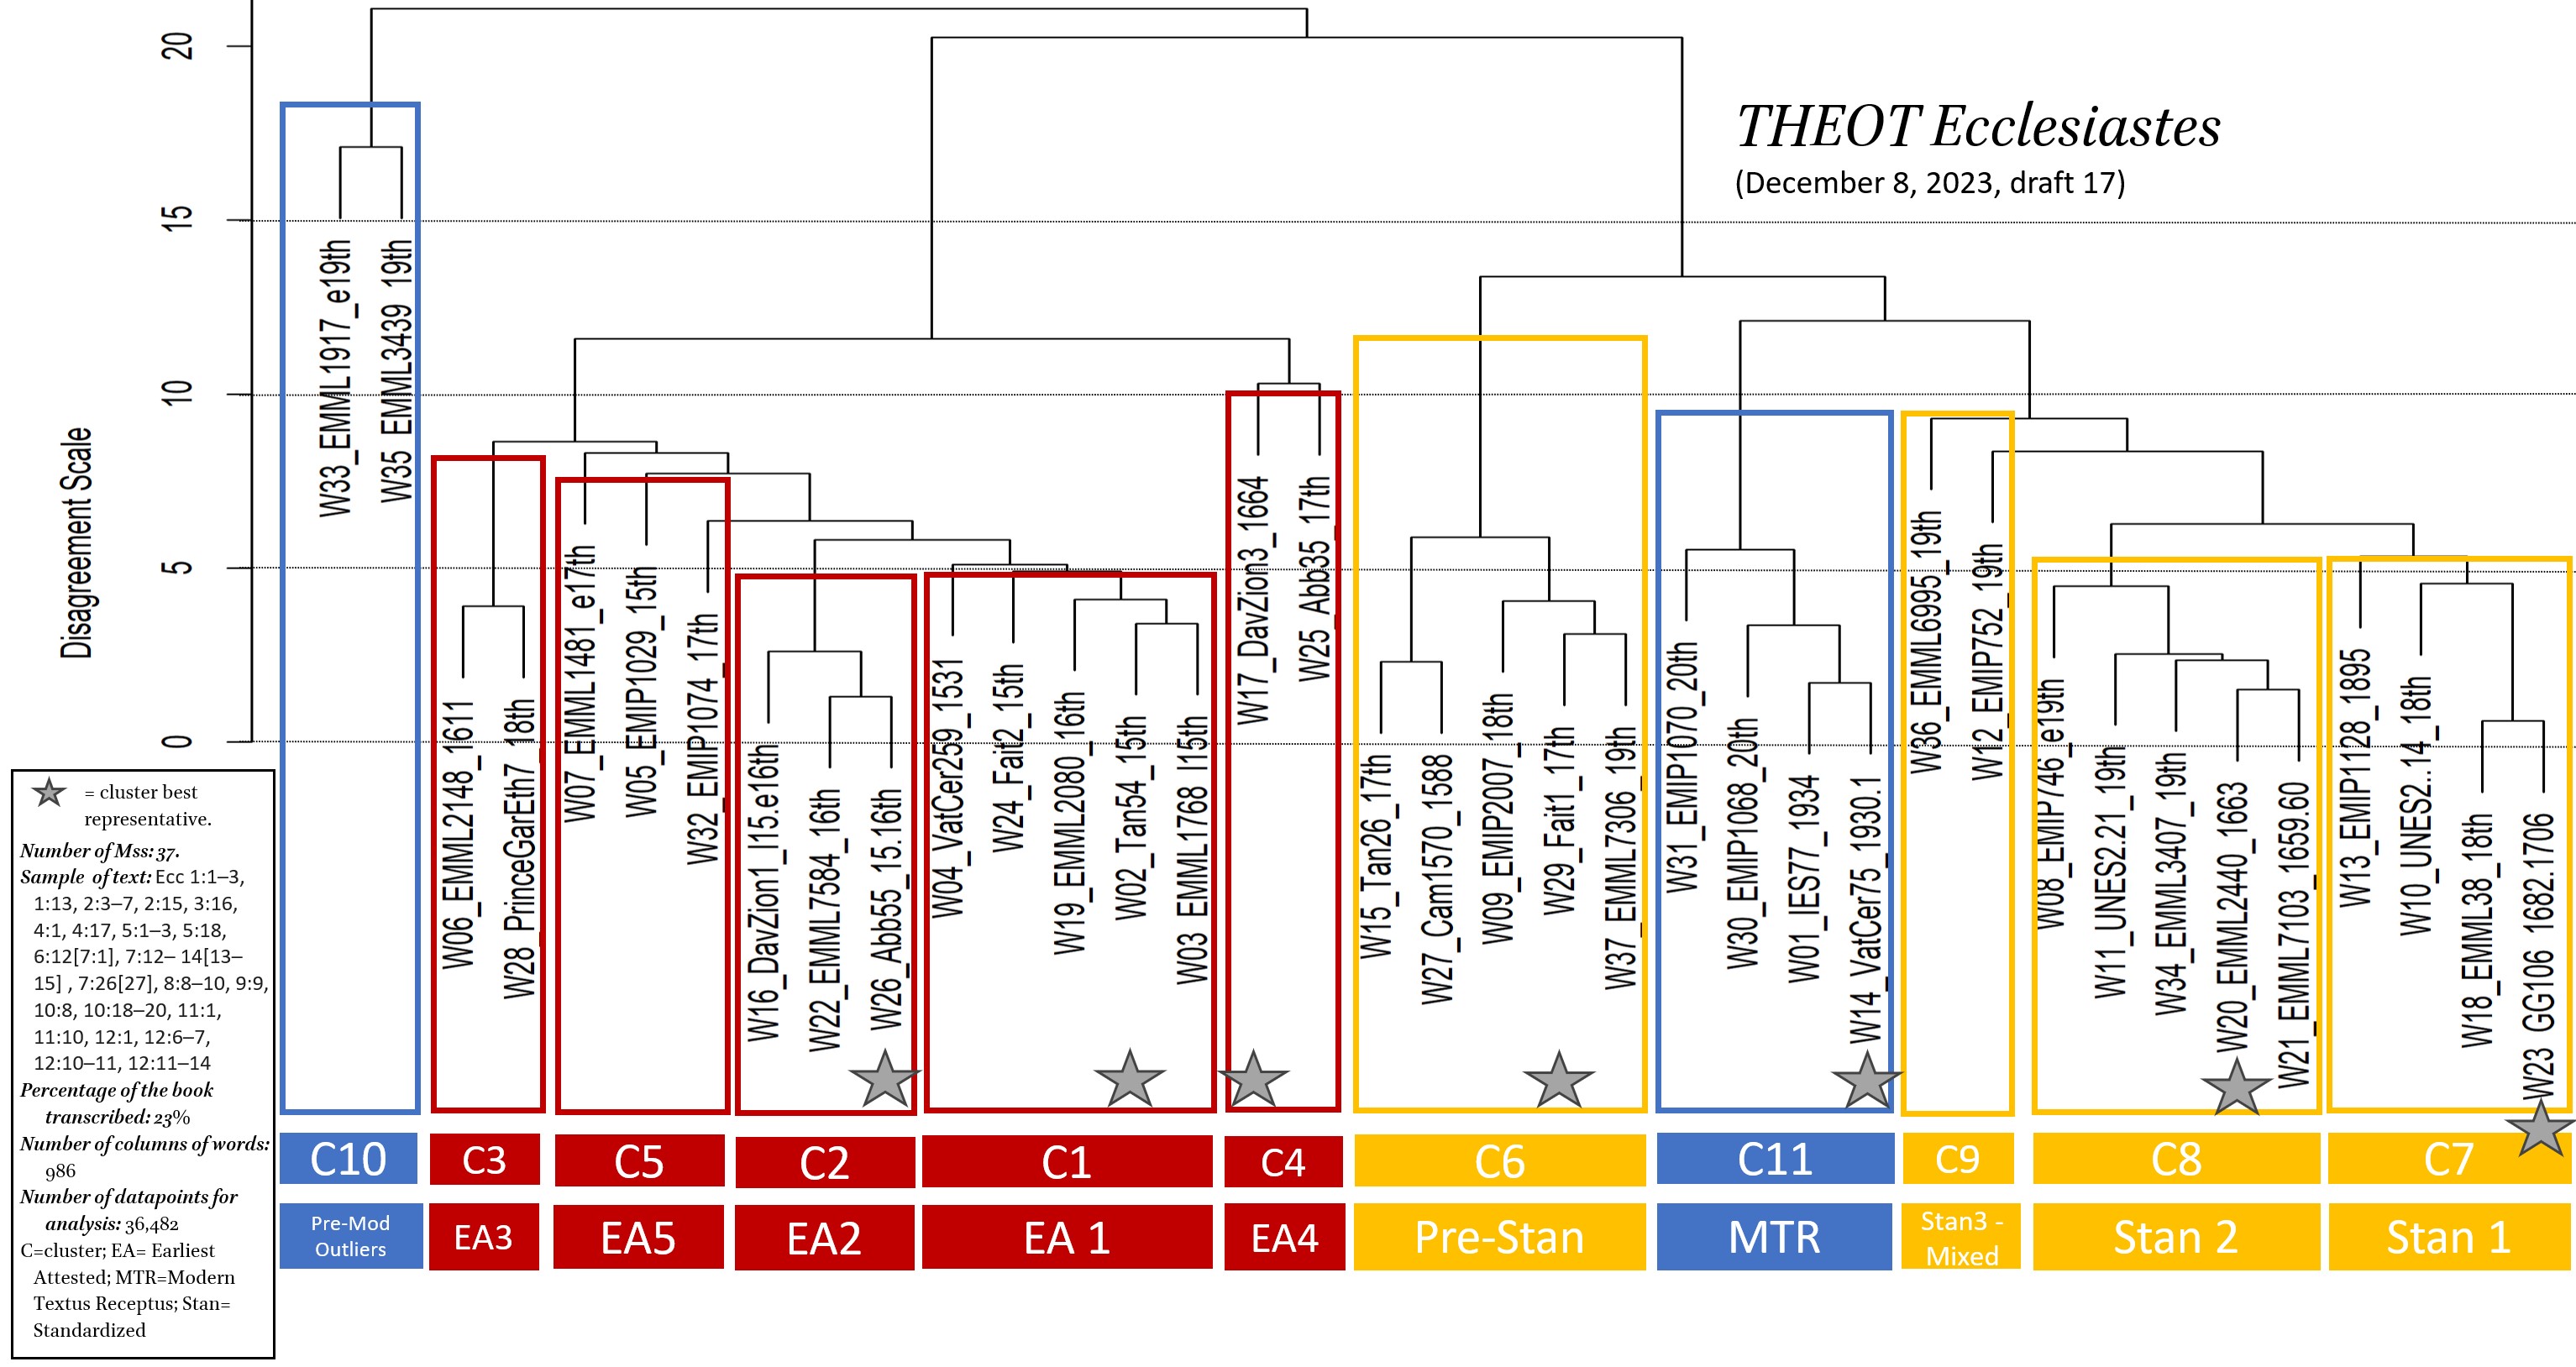 THEOT Ecclesiastes
(December 8, 2023, draft 17)
Disagreement Scale
20
15
10
5
0
W33_EMML1917_e19th
W35_EMML3439_19th
W06_EMML2148_1611
W28_PrinceGarEth7_18th
W07_EMML1481_e17th
W05_EMIP1029_15th
W32_EMIP1074_17th
W16_DavZion1_l15.e16th
W22_EMML7584_16th
W26_Abb55_15.16th
W04_VatCer259_1531
W24_Fait2_15th
W19_EMML2080_16th
W02_Tan54_15th
W03_EMML1768_l15th
W17_DavZion3_1664
W25_Abb35_17th
W15_Tan26_17th
W27_Cam1570_1588
W09_EMIP2007_18th
W29_Fait1_17th
W37_EMML7306_19th
W31_EMIP1070_20th
W30_EMIP1068_20th
W01_IES77_1934
W14_VatCer75_1930.1
W36_EMML6995_19th
W12_EMIP752_19th
W08_EMIP746_e19th
W11_UNES2.21_19th
W34_EMML3407_19th
W20_EMML2440_1663
W21_EMML7103_1659.60
W13_EMIP1128_1895
W10_UNES2..14_18th
W18_EMML38_18th
W23_GG106_1682.1706
= cluster best
representative.
Number of Mss: 37.
Sample of text: Ecc 1:1–3,
1:13, 2:3–7, 2:15, 3:16,
4:1, 4:17, 5:1–3, 5:18,
6:12[7:1], 7:12– 14[13–
15] , 7:26[27], 8:8–10, 9:9,
10:8, 10:18–20, 11:1,
11:10, 12:1, 12:6–7,
12:10–11, 12:11–14
Percentage of the book
transcribed: 23%
Number of columns of words:
986
Number of datapoints for
analysis: 36,482
C=cluster; EA= Earliest
Attested; MTR=Modern
Textus Receptus; Stan=
Standardized
C10
C3
C5
C2
C1
C4
C6
C11
C9
C8
C7
Pre-Mod
Outliers
EA3
EA5
EA2
EA 1
EA4
Pre-Stan
MTR
Stan3 -
Mixed
Stan 2
Stan 1